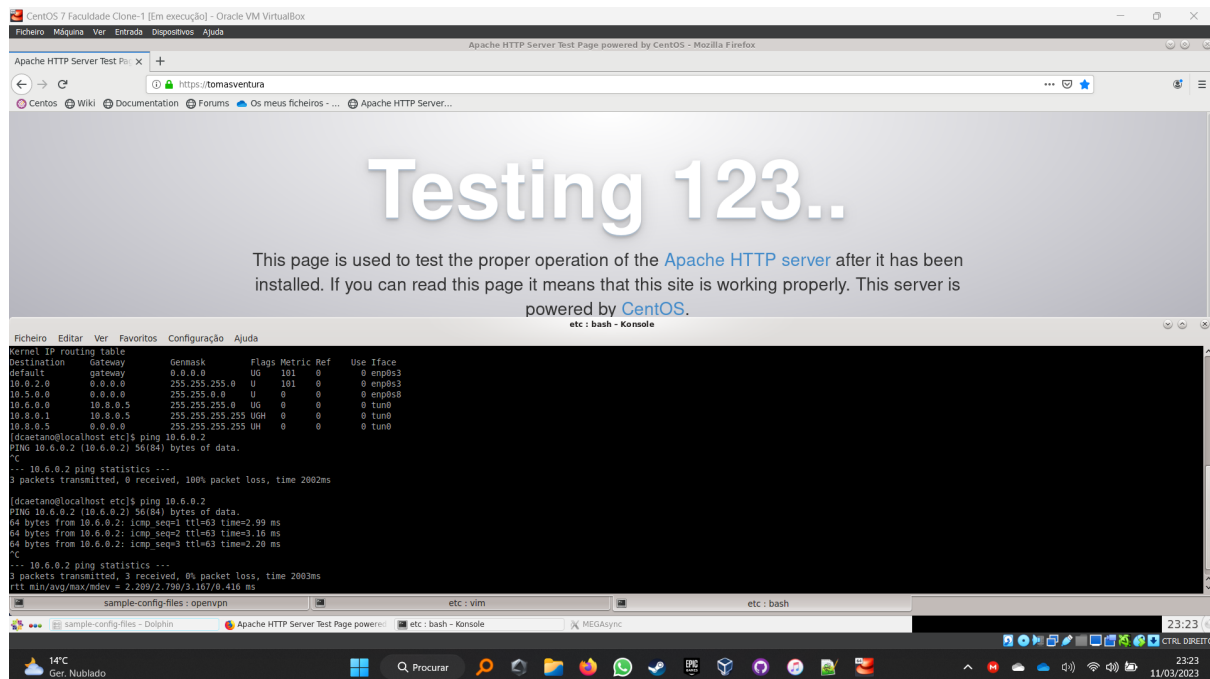 CentOS 7 Faculdade Clone-1 [Em execução] - Oracle VM VirtualBox
Ficheiro Máquina Ver Entrada Dispositivos Ajuda
Apache HTTP Server Test Page powered by CentOS - Mozilla Firefox
Apache HTTP Server Test Pa
https://tomasventura
Centos Wiki Documentation Forums Os meus ficheiros - ... Apache HTTP Server...
Testing 123..
This page is used to test the proper operation of the Apache HTTP server after it has been
installed. If you can read this page it means that this site is working properly. This server is
powered by CentOS.
etc : bash - Konsole
Ficheiro Editar Ver Favoritos Configuração Ajuda
Kernel IP routing table
Destination Gateway Genmask Flags Metric Ref Use Iface
default gateway 0.0.0.0 UG 101 0 0 enp0s3
10.0.2.0 0.0.0.0 255.255.255.0 U 101 0 0 enp0s3
10.5.0.0 0.0.0.0 255.255.0.0 U 0 0 0 enp0s8
10.6.0.0 10.8.0.5 255.255.255.0 UG 0 0 0 tun0
10.8.0.1 10.8.0.5 255.255.255.255 UGH 0 0 0 tun0
10.8.0.5 0.0.0.0 255.255.255.255 UH 0 0 0 tun0
[dcaetano@localhost etc]$ ping 10.6.0.2
PING 10.6.0.2 (10.6.0.2) 56(84) bytes of data.
^C
--- 10.6.0.2 ping statistics ---
3 packets transmitted, 0 received, 100% packet loss, time 2002ms
[dcaetano@localhost etc]$ ping 10.6.0.2
PING 10.6.0.2 (10.6.0.2) 56(84) bytes of data.
64 bytes from 10.6.0.2: icmp_seq=1 ttl=63 time=2.99 ms
64 bytes from 10.6.0.2: icmp_seq=2 ttl=63 time=3.16 ms
64 bytes from 10.6.0.2: icmp_seq=3 ttl=63 time=2.20 ms
^C
--- 10.6.0.2 ping statistics ---
3 packets transmitted, 3 received, 0% packet loss, time 2003ms
rtt min/avg/max/mdev = 2.209/2.790/3.167/0.416 ms
sample-config-files : openvpn etc : vim etc : bash
sample-config-files - Dolphin Apache HTTP Server Test Page powered etc : bash - Konsole MEGAsync 23:23
CTRL DIREITO
14°C
Ger. Nublado
Procurar
EPIC GAMES
23:23
11/03/2023